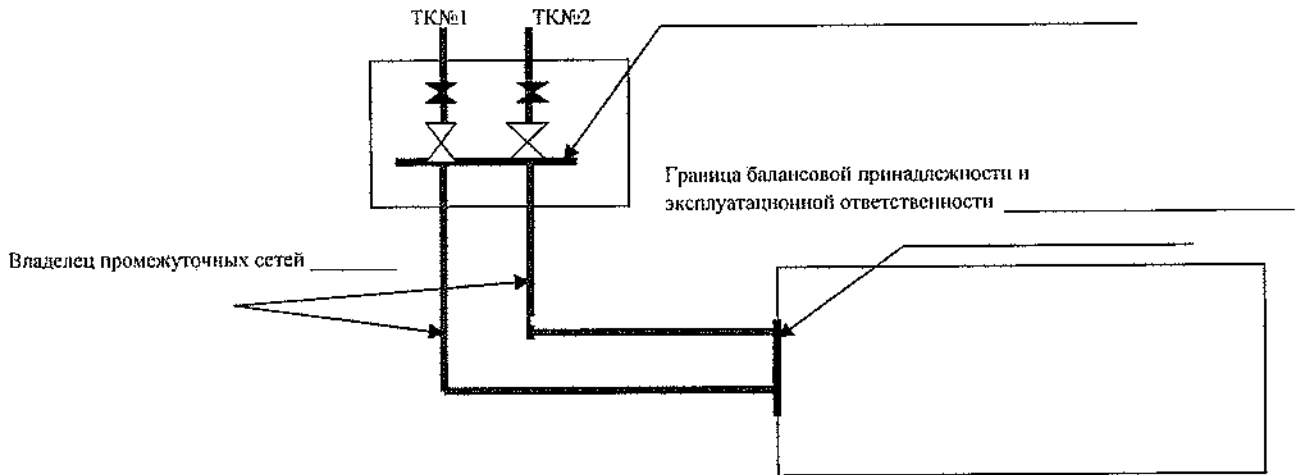 ТК№1 ТК№2
Граница балансовой принадлежности и
эксплуатационной ответственности
Владелец промежуточных сетей